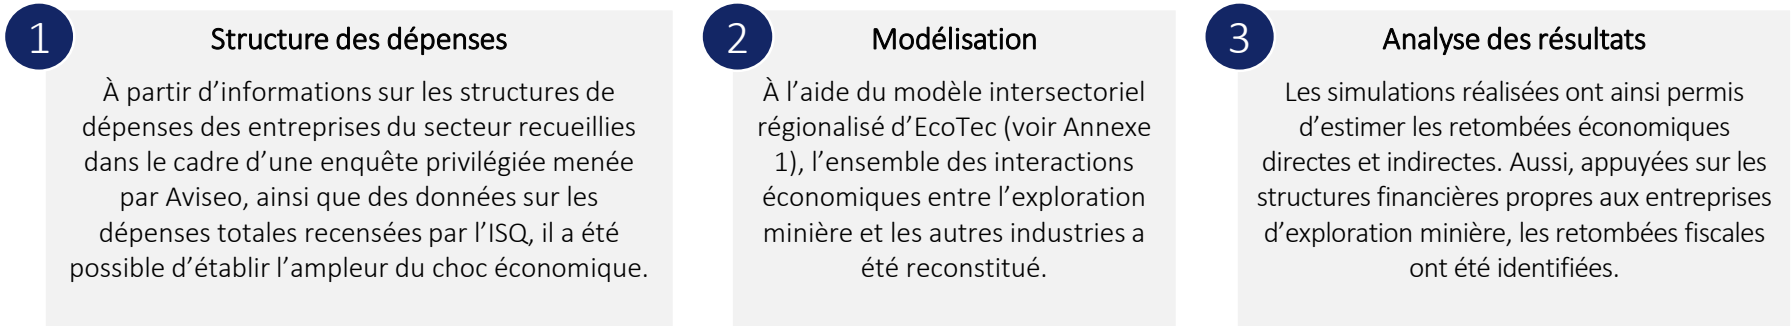 1
Structure des dépenses
À partir d’informations sur les structures de
dépenses des entreprises du secteur recueillies
dans le cadre d’une enquête privilégiée menée
par Aviseo, ainsi que des données sur les
dépenses totales recensées par l’ISQ, il a été
possible d’établir l’ampleur du choc économique.
2
Modélisation
À l’aide du modèle intersectoriel
régionalisé d’EcoTec (voir Annexe
1), l’ensemble des interactions
économiques entre l’exploration
minière et les autres industries a
été reconstitué.
3
Analyse des résultats
Les simulations réalisées ont ainsi permis
d’estimer les retombées économiques
directes et indirectes. Aussi, appuyées sur les
structures financières propres aux entreprises
d’exploration minière, les retombées fiscales
ont été identifiées.